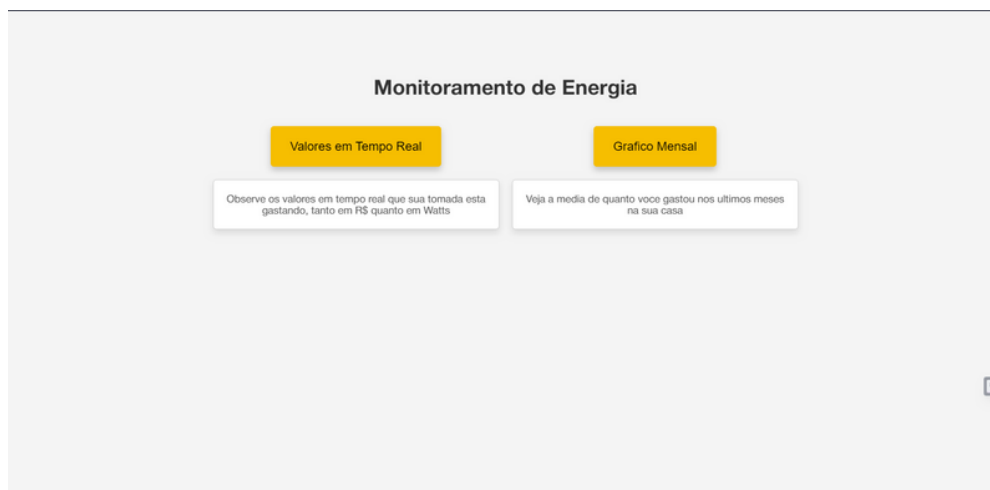 Monitoramento de Energia
Valores em Tempo Real
Grafico Mensal
Observe os valores em tempo real que sua tomada esta
gastando, tanto em R$ quanto em Watts
Veja a media de quanto voce gastou nos ultimos meses
na sua casa